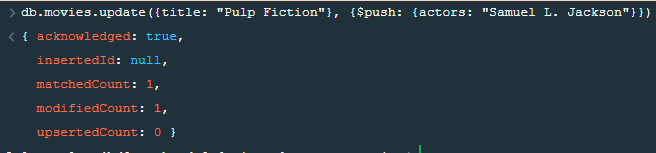 > db.movies.update({title: "Pulp Fiction"}, {$push: {actors: "Samuel L. Jackson"}})
< { acknowledged: true,
insertedId: null,
matchedCount: 1,
modifiedCount: 1,
upsertedCount: 0 }